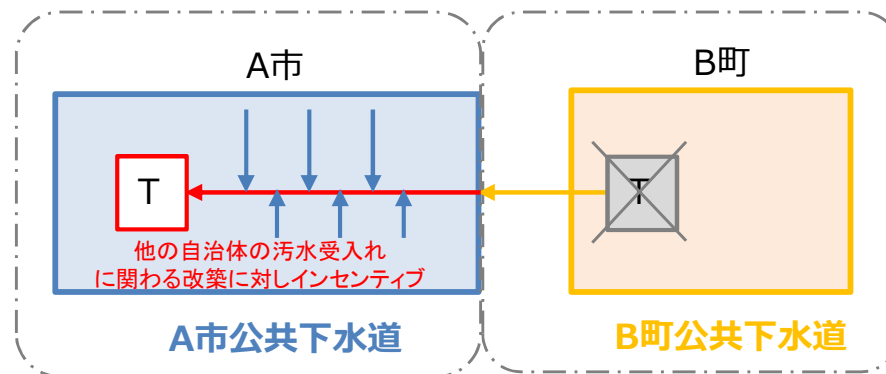 A市
B町
T
T
他の自治体の汚水受入れ
に関わる改築に対しインセンティブ
A市公共下水道
B町公共下水道